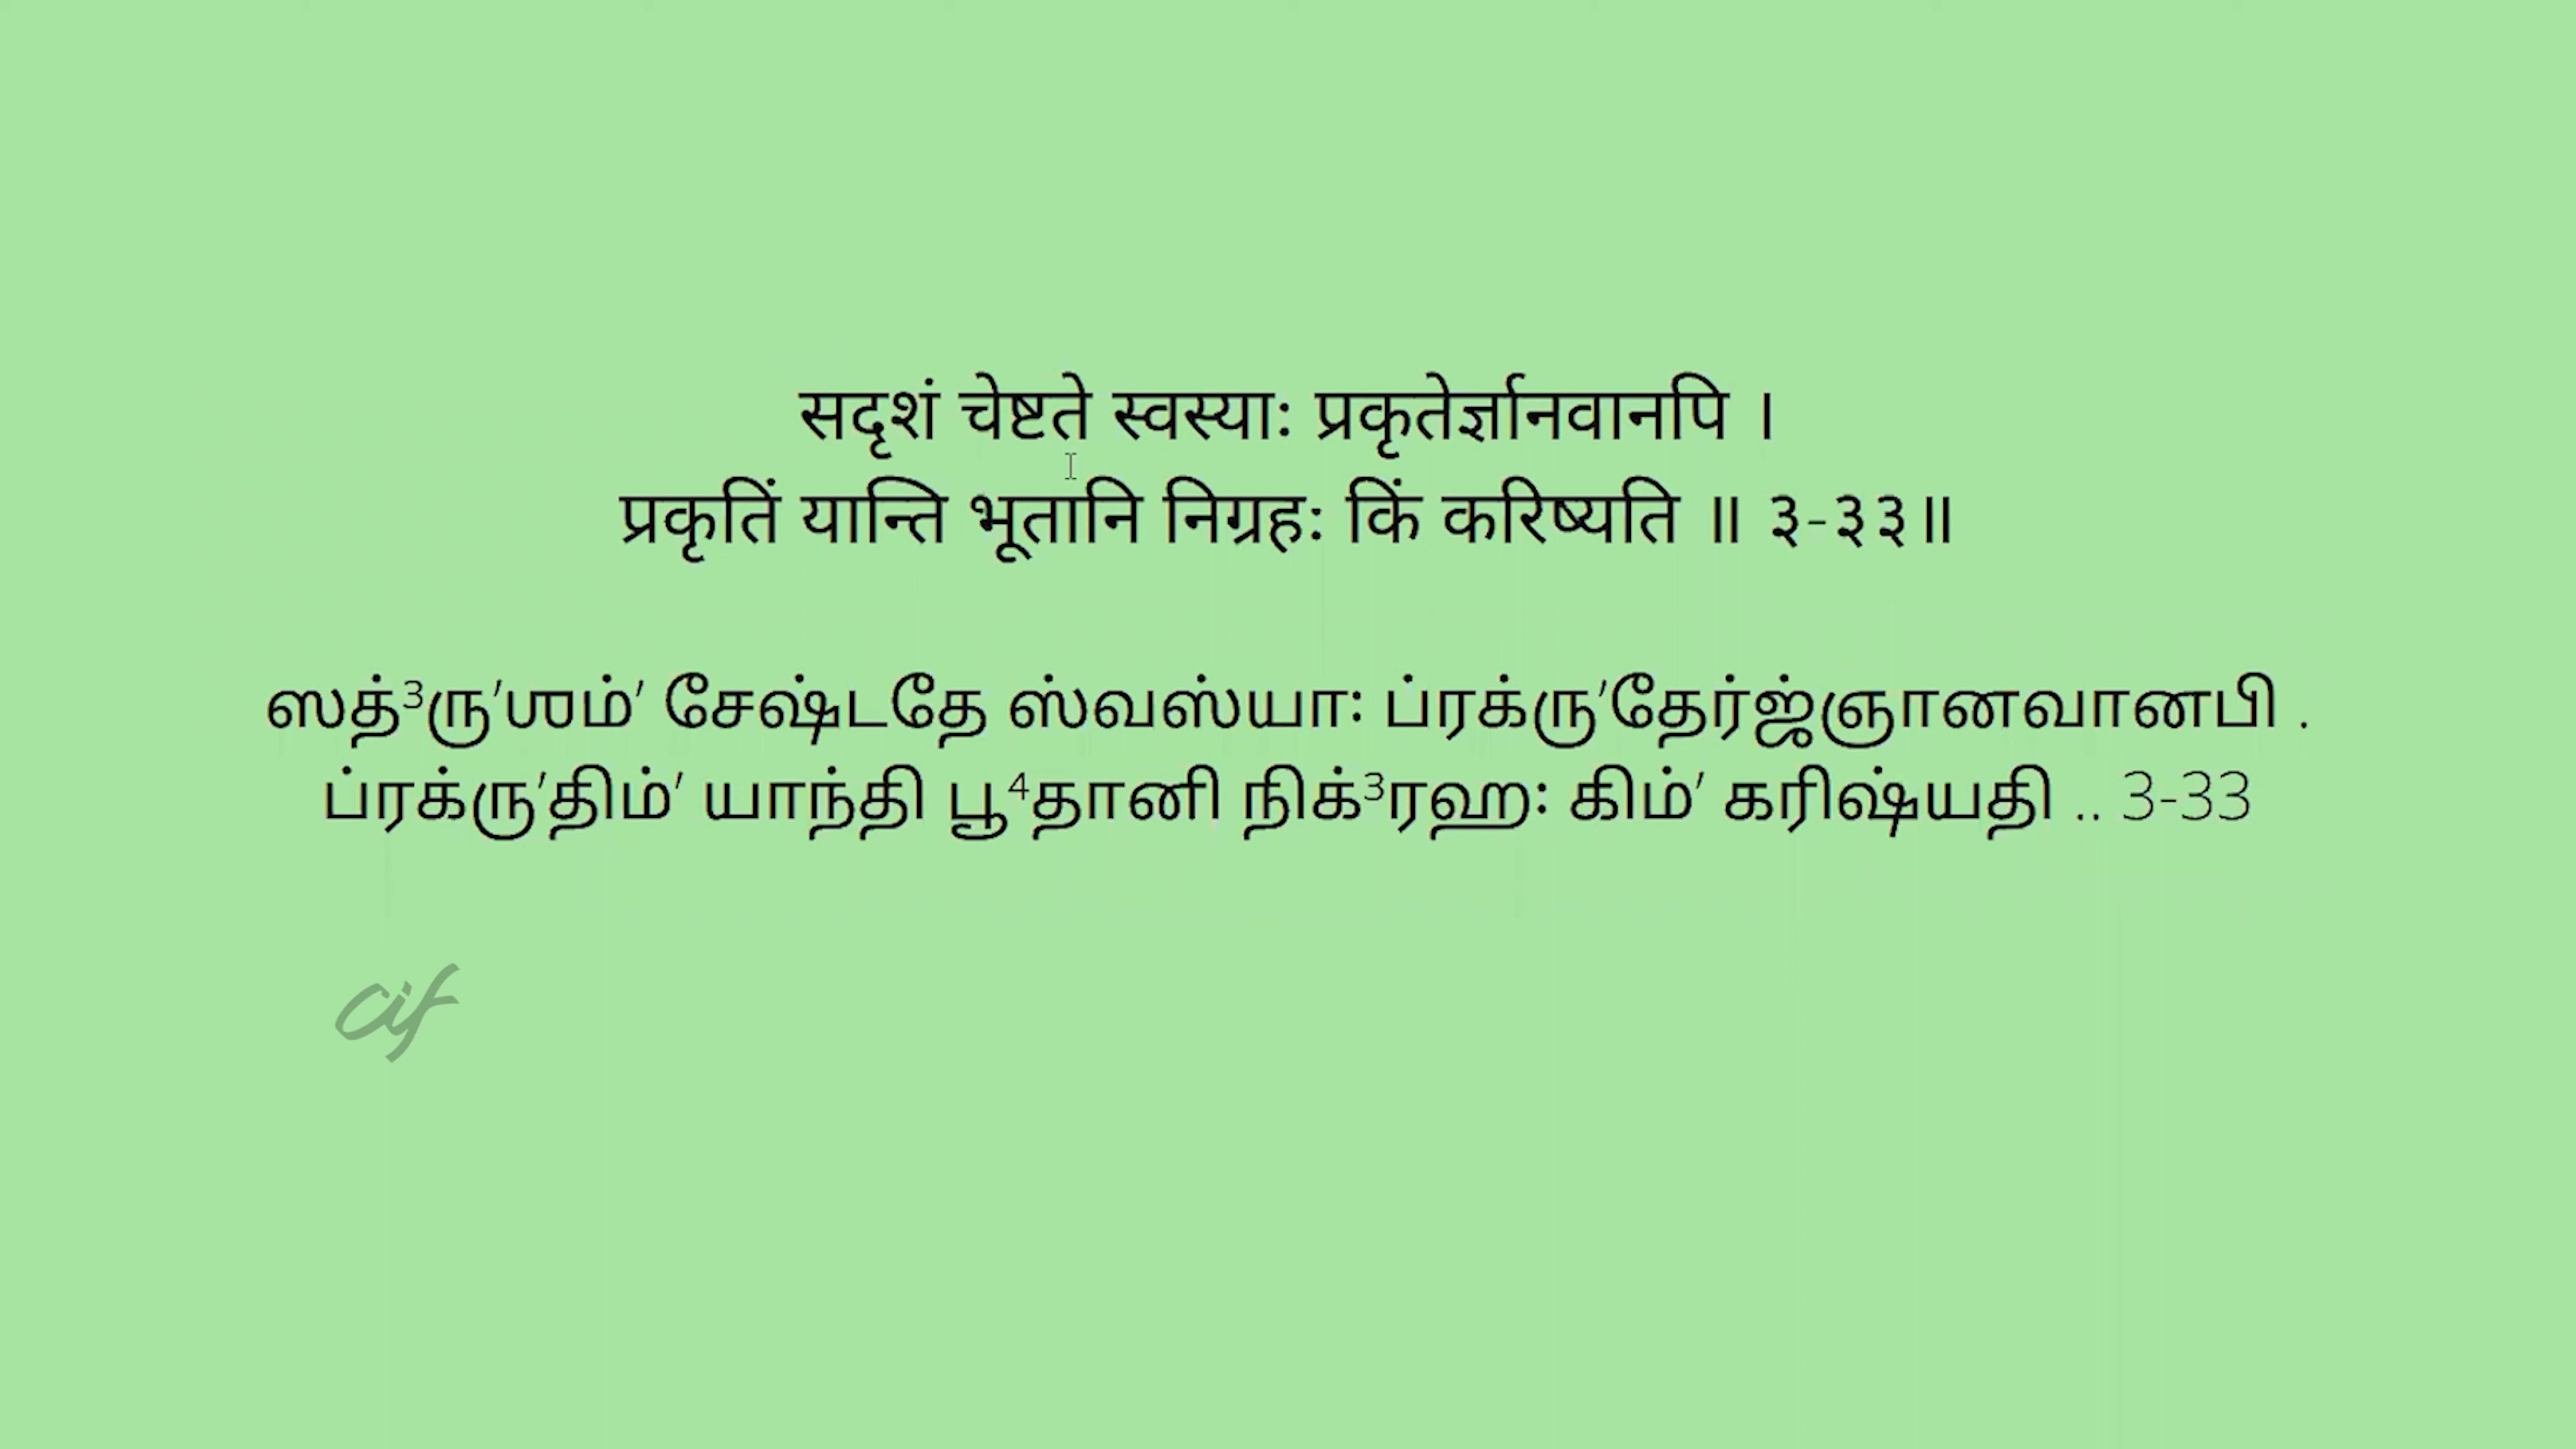 सदृशं चेष्टते स्वस्याः प्रकृतेर्ज्ञानवानपि ।
प्रकृतिं यान्ति भूतानि निग्रहः किं करिष्यति ॥ ३-३३॥
ஸத்³ரு’ஶம்’ சேஷ்டதே ஸ்வஸ்யா꞉ ப்ரக்ரு’தேர்ஜ்ஞானவானபி .
ப்ரக்ரு’திம்’ யாந்தி பூ⁴தானி நிக்³ரஹ꞉ கிம்’ கரிஷ்யதி .. 3-33
cif